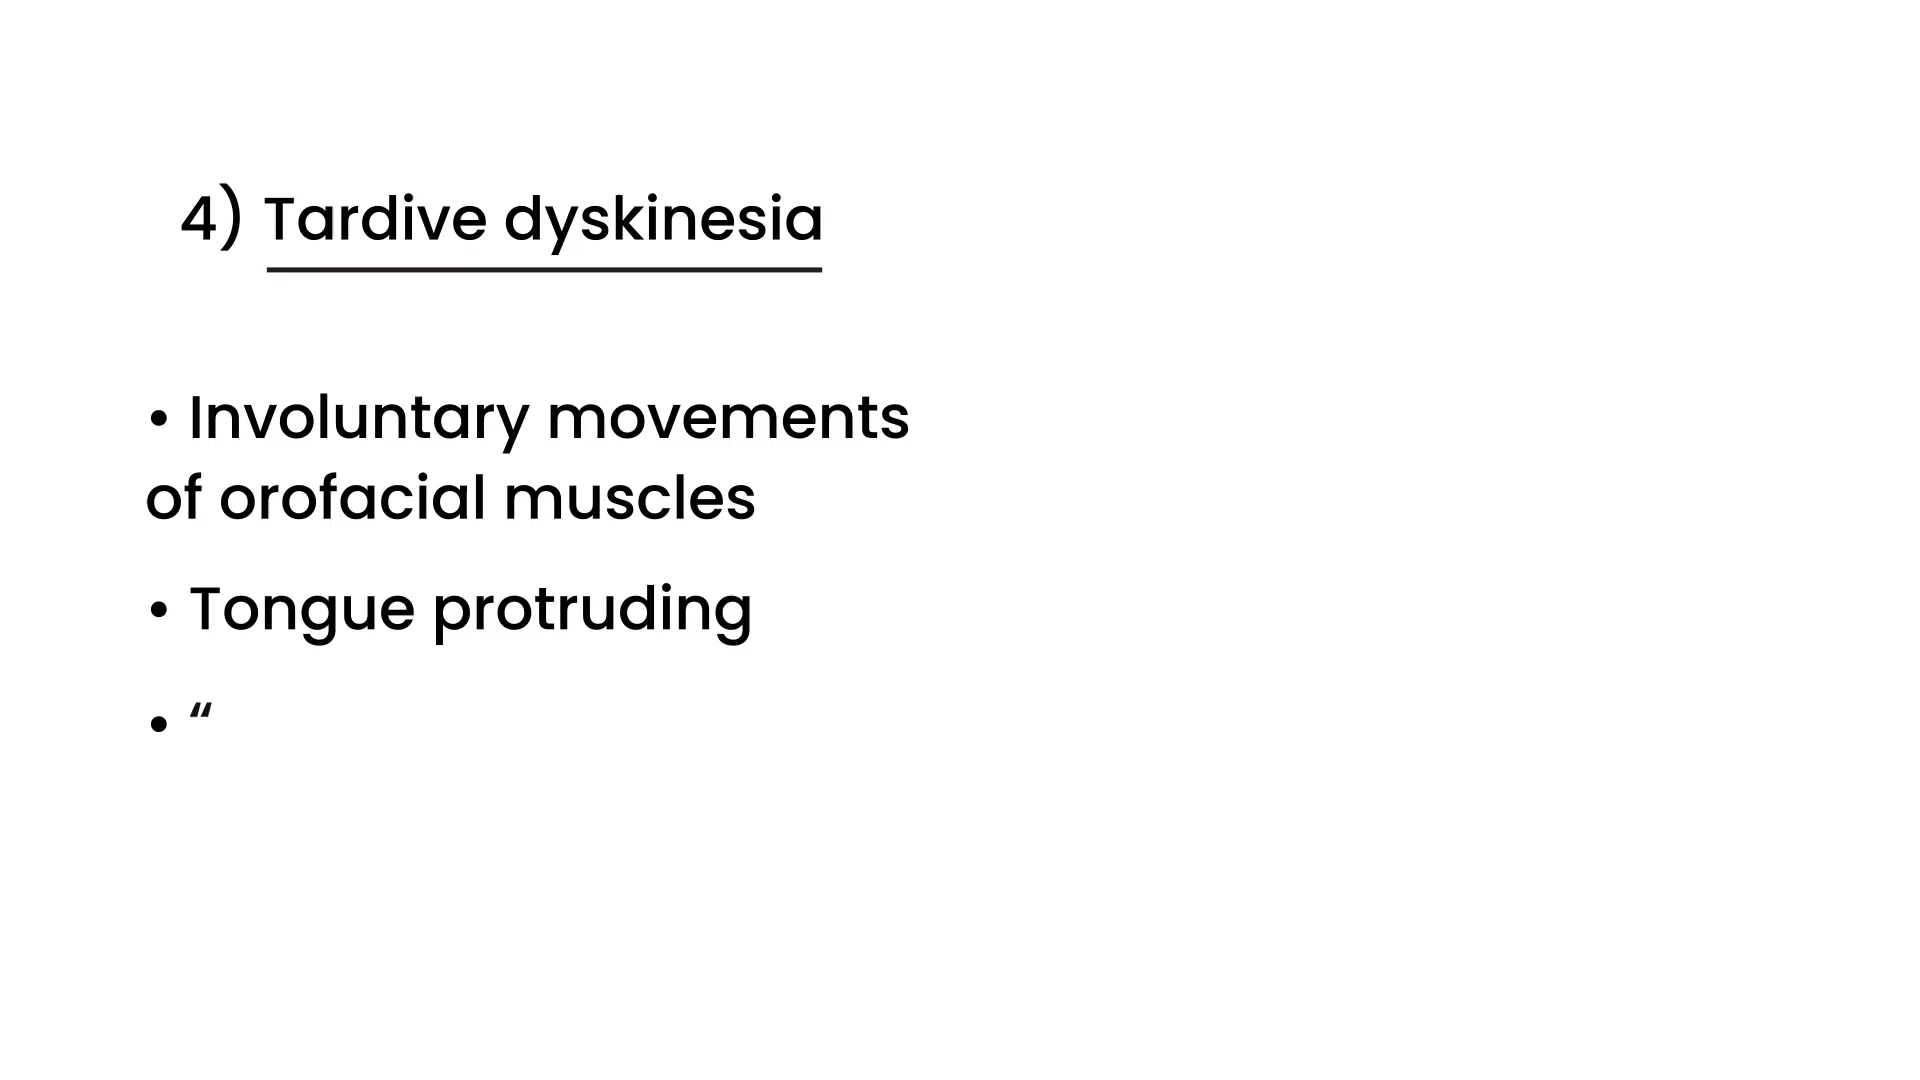 4) Tardive dyskinesia
• Involuntary movements
of orofacial muscles
• Tongue protruding
• “